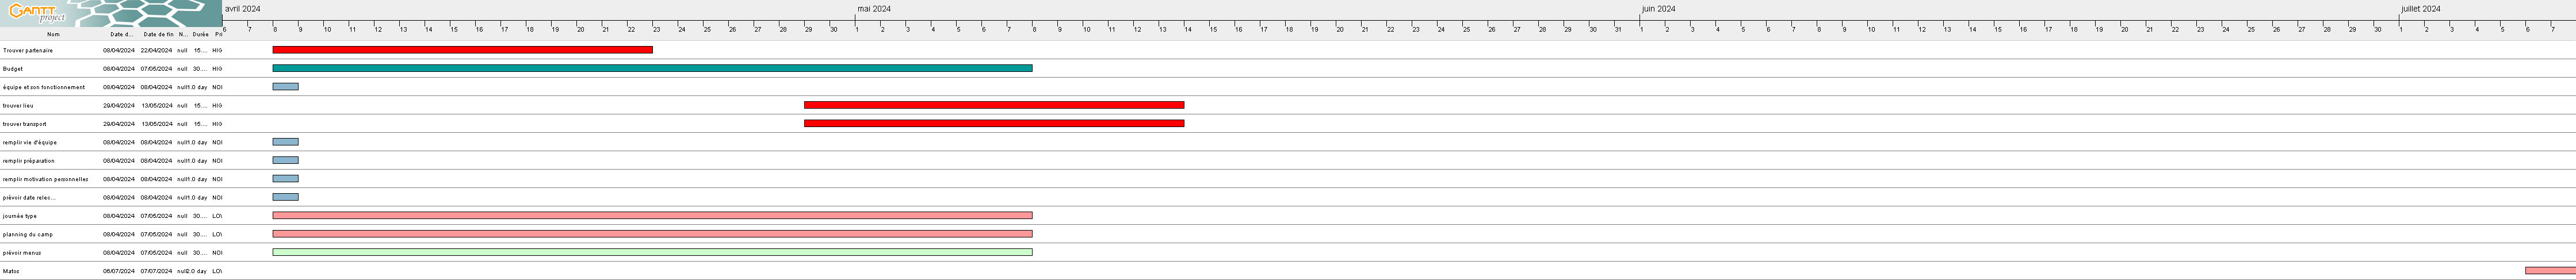 GANTT project
avril 2024 mai 2024 juin 2024 juillet 2024
6 7 8 9 10 11 12 13 14 15 16 17 18 19 20 21 22 23 24 25 26 27 28 29 30 1 2 3 4 5 6 7 8 9 10 11 12 13 14 15 16 17 18 19 20 21 22 23 24 25 26 27 28 29 30 31 1 2 3 4 5 6 7 8 9 10 11 12 13 14 15 16 17 18 19 20 21 22 23 24 25 26 27 28 29 30 1 2 3 4 5 6 7
Nom Date d... Date de fin N... Durée Pri
Trouver partenaire 08/04/2024 22/04/2024 null 15.... HIG
Budget 08/04/2024 07/05/2024 null 30.... HIG
équipe et son fonctionnement 08/04/2024 08/04/2024 null 1.0 day NOI
trouver lieu 29/04/2024 13/05/2024 null 15.... HIG
trouver transport 29/04/2024 13/05/2024 null 15.... HIG
remplir vie d'équipe 08/04/2024 08/04/2024 null 1.0 day NOI
remplir préparation 08/04/2024 08/04/2024 null 1.0 day NOI
remplir motivation personnelles 08/04/2024 08/04/2024 null 1.0 day NOI
prévoir date relec... 08/04/2024 08/04/2024 null 1.0 day NOI
journée type 08/04/2024 07/05/2024 null 30.... LOV
planning du camp 08/04/2024 07/05/2024 null 30.... LOV
prévoir menus 08/04/2024 07/05/2024 null 30.... NOI
Matos 06/07/2024 07/07/2024 null 2.0 day LOV